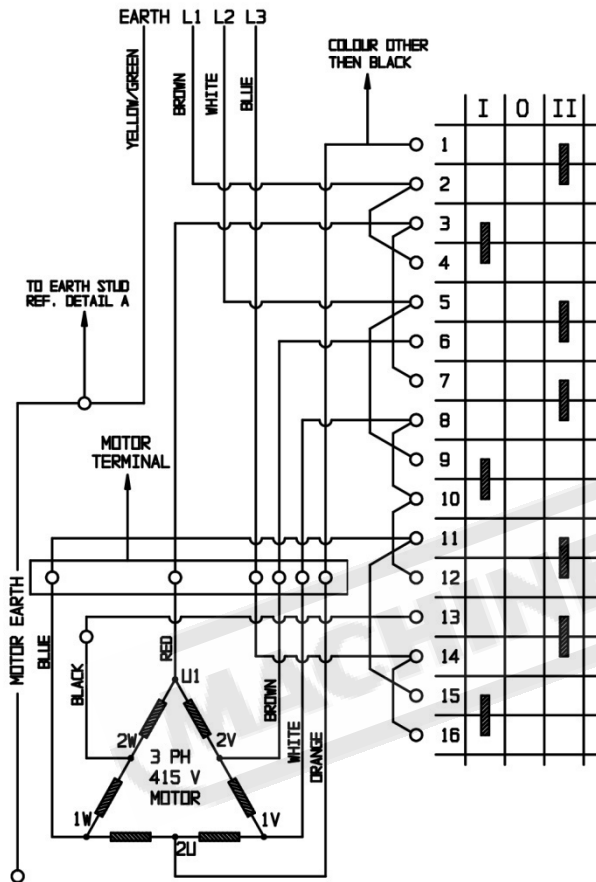 EARTH L1 L2 L3
COLOUR OTHER
THEN BLACK
YELLOW/GREEN
BROWN
WHITE
BLUE
I O II
1
2
3
4
5
6
7
8
9
10
11
12
13
14
15
16
TO EARTH STUD
REF. DETAIL A
MOTOR
TERMINAL
MOTOR EARTH
BLUE
BLACK
RED
BROWN
WHITE
ORANGE
U1
2W
2V
3 PH
415 V
MOTOR
1W
1V
2U
MACHINE